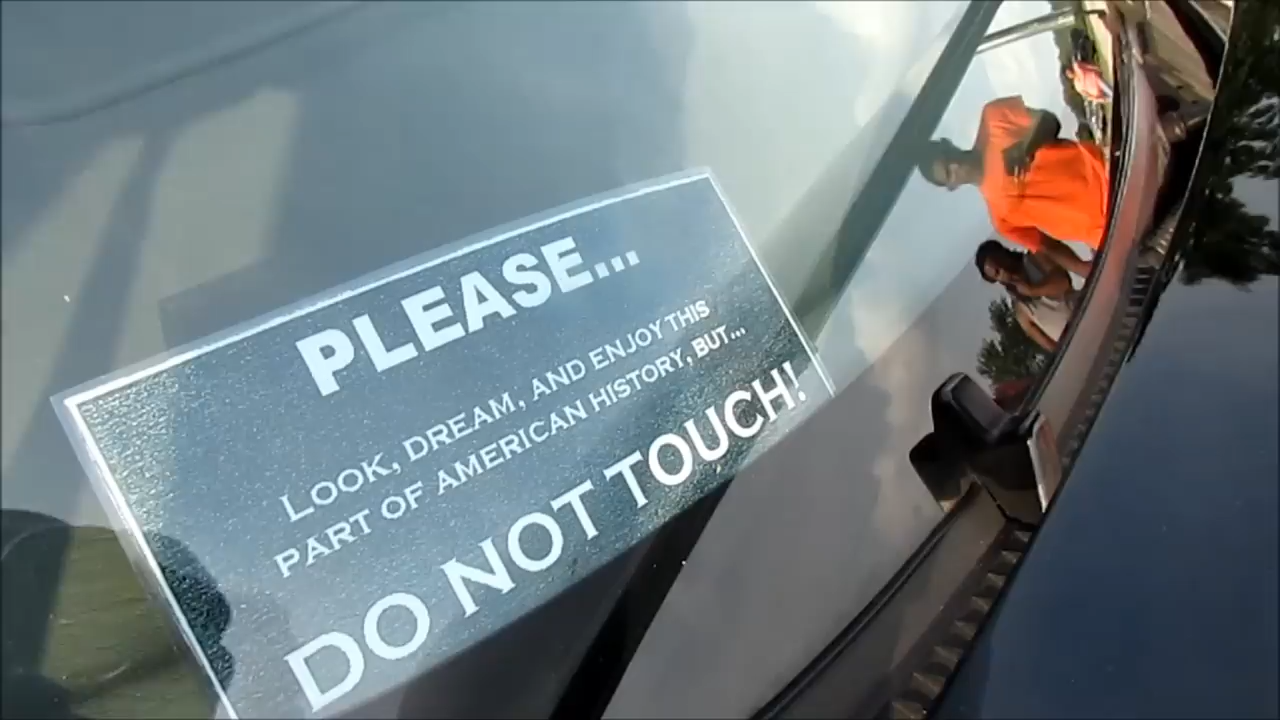 PLEASE...
LOOK, DREAM, AND ENJOY THIS
PART OF AMERICAN HISTORY, BUT...
DO NOT TOUCH!